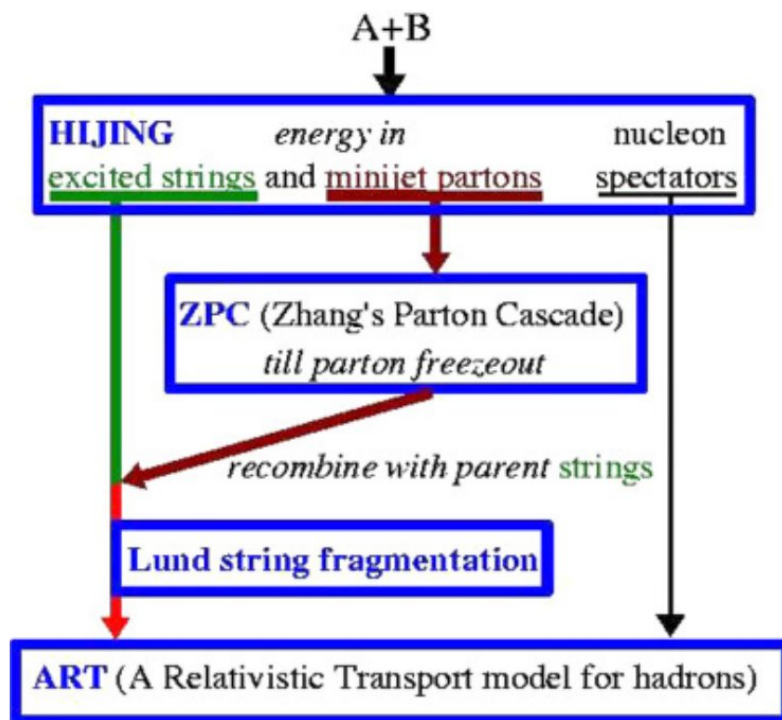 A+B
HIJING energy in nucleon
excited strings and minijet partons spectators
ZPC (Zhang's Parton Cascade)
till parton freezeout
recombine with parent strings
Lund string fragmentation
ART (A Relativistic Transport model for hadrons)